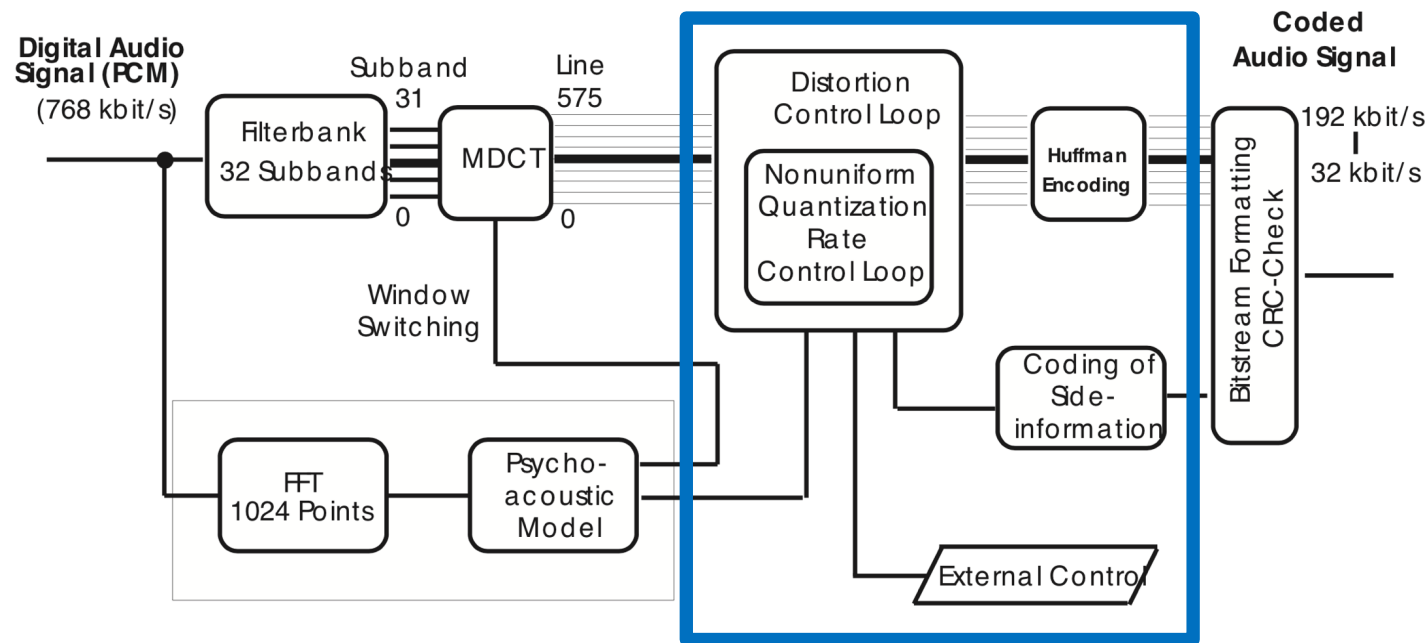 Digital Audio
Signal (PCM)
(768 kbit/s)
Filterbank
32 Subbands
Subband
31
0
MDCT
Line
575
0
Window
Switching
FFT
1024 Points
Psycho-
acoustic
Model
Distortion
Control Loop
Nonuniform
Quantization
Rate
Control Loop
Huffman
Encoding
Coding of
Side-
information
External Control
Bitstream Formatting
CRC-Check
Coded
Audio Signal
192 kbit/s
32 kbit/s